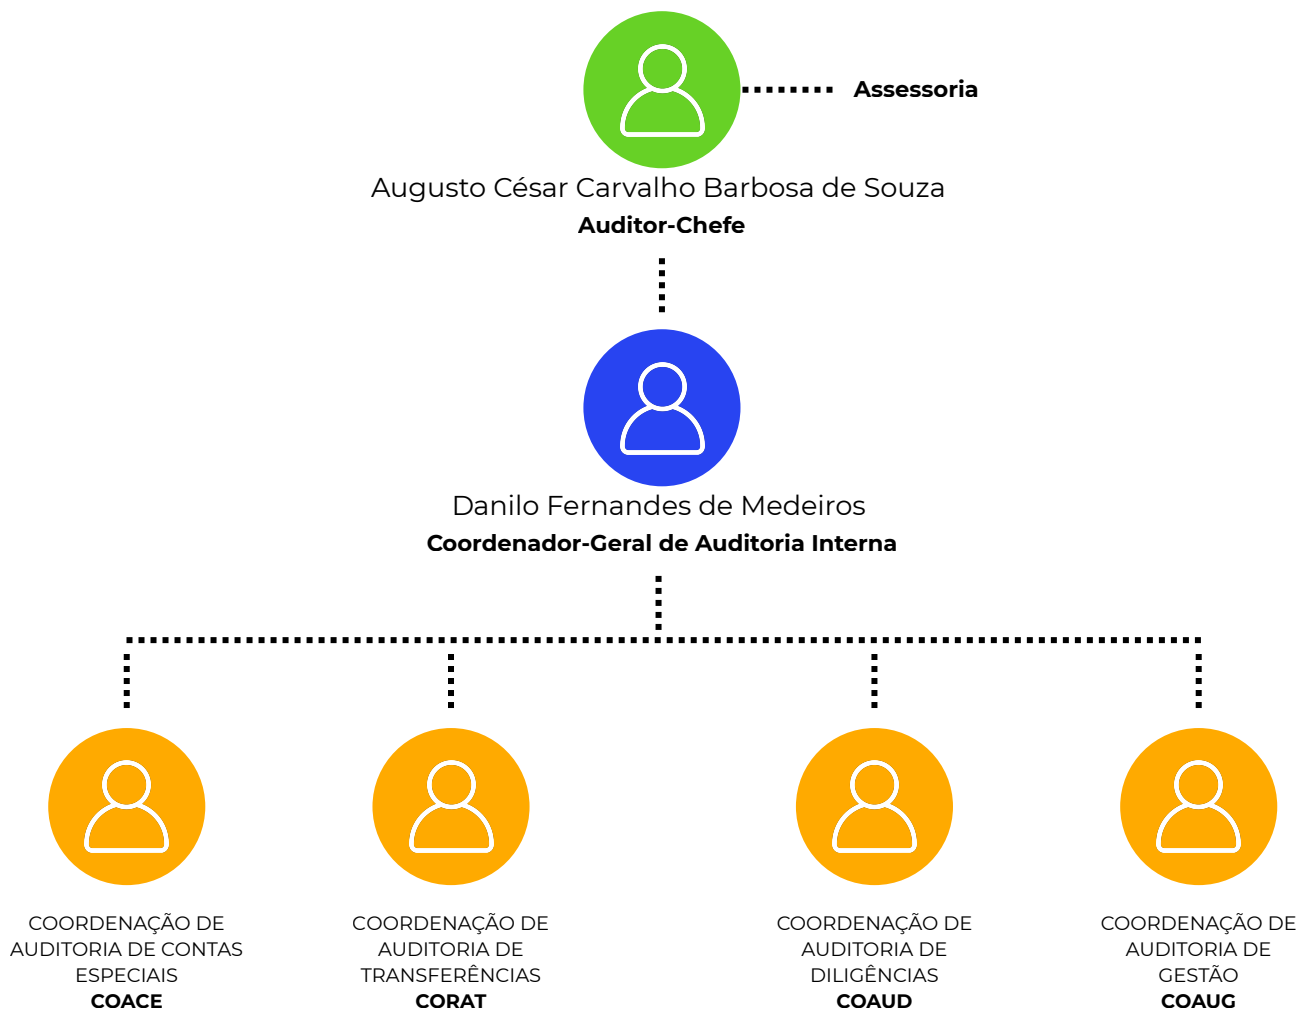 Assessoria
Augusto César Carvalho Barbosa de Souza
Auditor-Chefe
Danilo Fernandes de Medeiros
Coordenador-Geral de Auditoria Interna
COORDENAÇÃO DE
AUDITORIA DE CONTAS
ESPECIAIS
COACE
COORDENAÇÃO DE
AUDITORIA DE
TRANSFERÊNCIAS
CORAT
COORDENAÇÃO DE
AUDITORIA DE
DILIGÊNCIAS
COAUD
COORDENAÇÃO DE
AUDITORIA DE
GESTÃO
COAUG